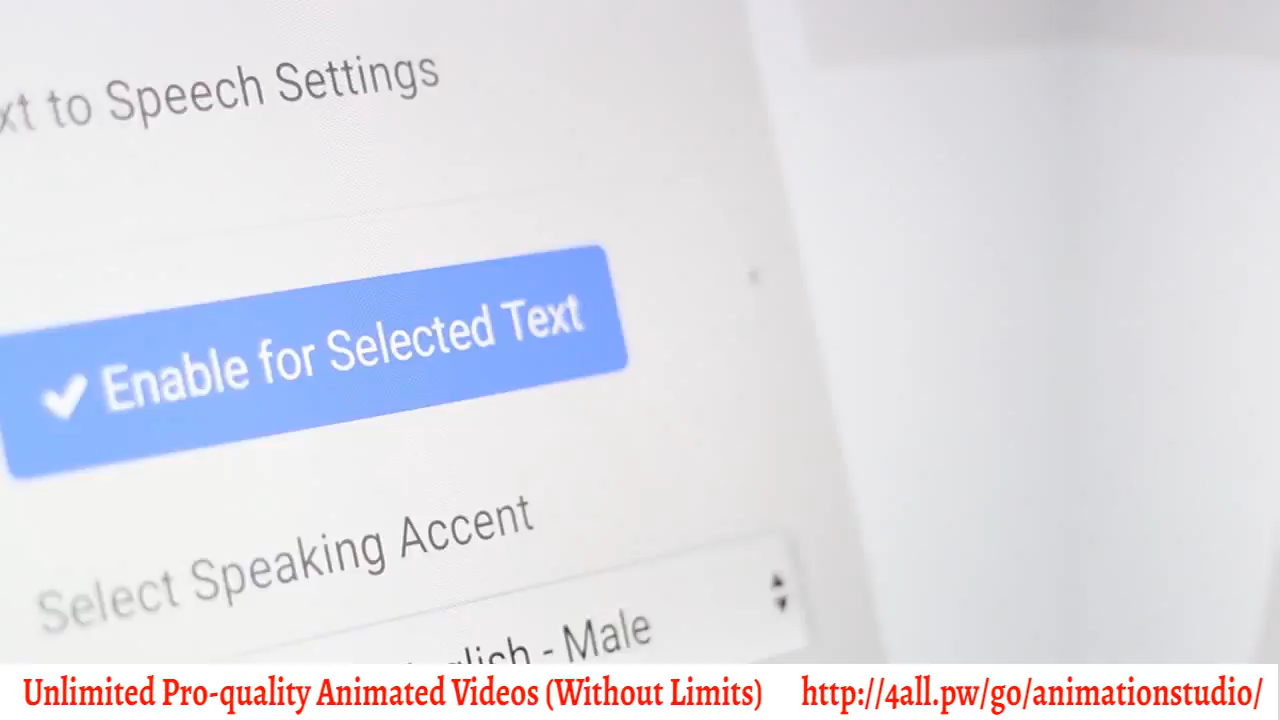 xt to Speech Settings
✔ Enable for Selected Text
Select Speaking Accent
glish - Male
Unlimited Pro-quality Animated Videos (Without Limits) http://4all.pw/go/animationstudio/